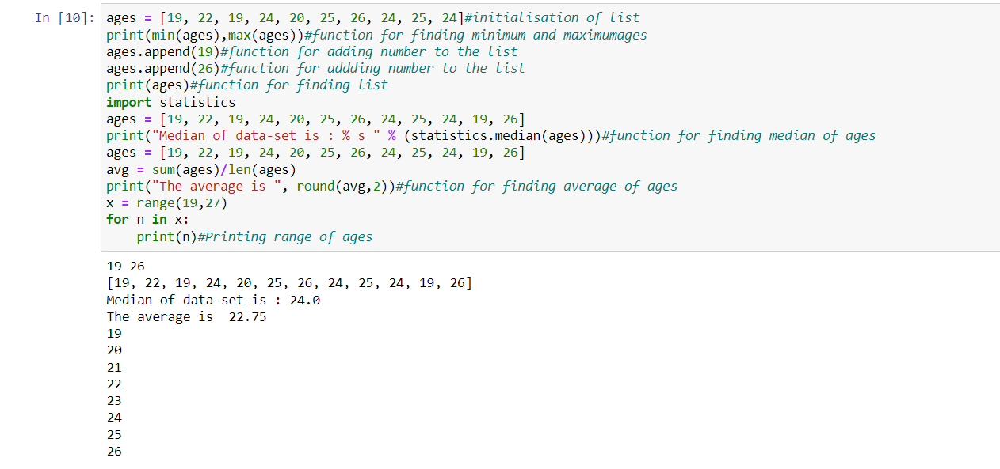 In [10]: ages = [19, 22, 19, 24, 20, 25, 26, 24, 25, 24]#initialisation of list
print(min(ages),max(ages))#function for finding minimum and maximumages
ages.append(19)#function for adding number to the list
ages.append(26)#function for addding number to the list
print(ages)#function for finding list
import statistics
ages = [19, 22, 19, 24, 20, 25, 26, 24, 25, 24, 19, 26]
print("Median of data-set is : % s " % (statistics.median(ages)))#function for finding median of ages
ages = [19, 22, 19, 24, 20, 25, 26, 24, 25, 24, 19, 26]
avg = sum(ages)/len(ages)
print("The average is ", round(avg,2))#function for finding average of ages
x = range(19,27)
for n in x:
    print(n)#Printing range of ages
19 26
[19, 22, 19, 24, 20, 25, 26, 24, 25, 24, 19, 26]
Median of data-set is : 24.0
The average is  22.75
19
20
21
22
23
24
25
26